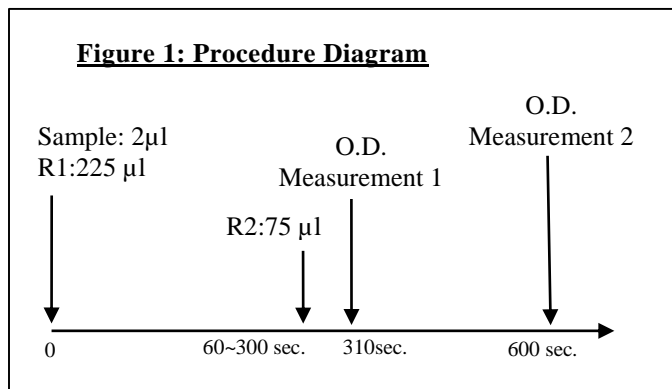 Figure 1: Procedure Diagram
Sample: 2µl
R1:225 µl
R2:75 µl
O.D.
Measurement 1
O.D.
Measurement 2
0
60~300 sec.
310sec.
600 sec.